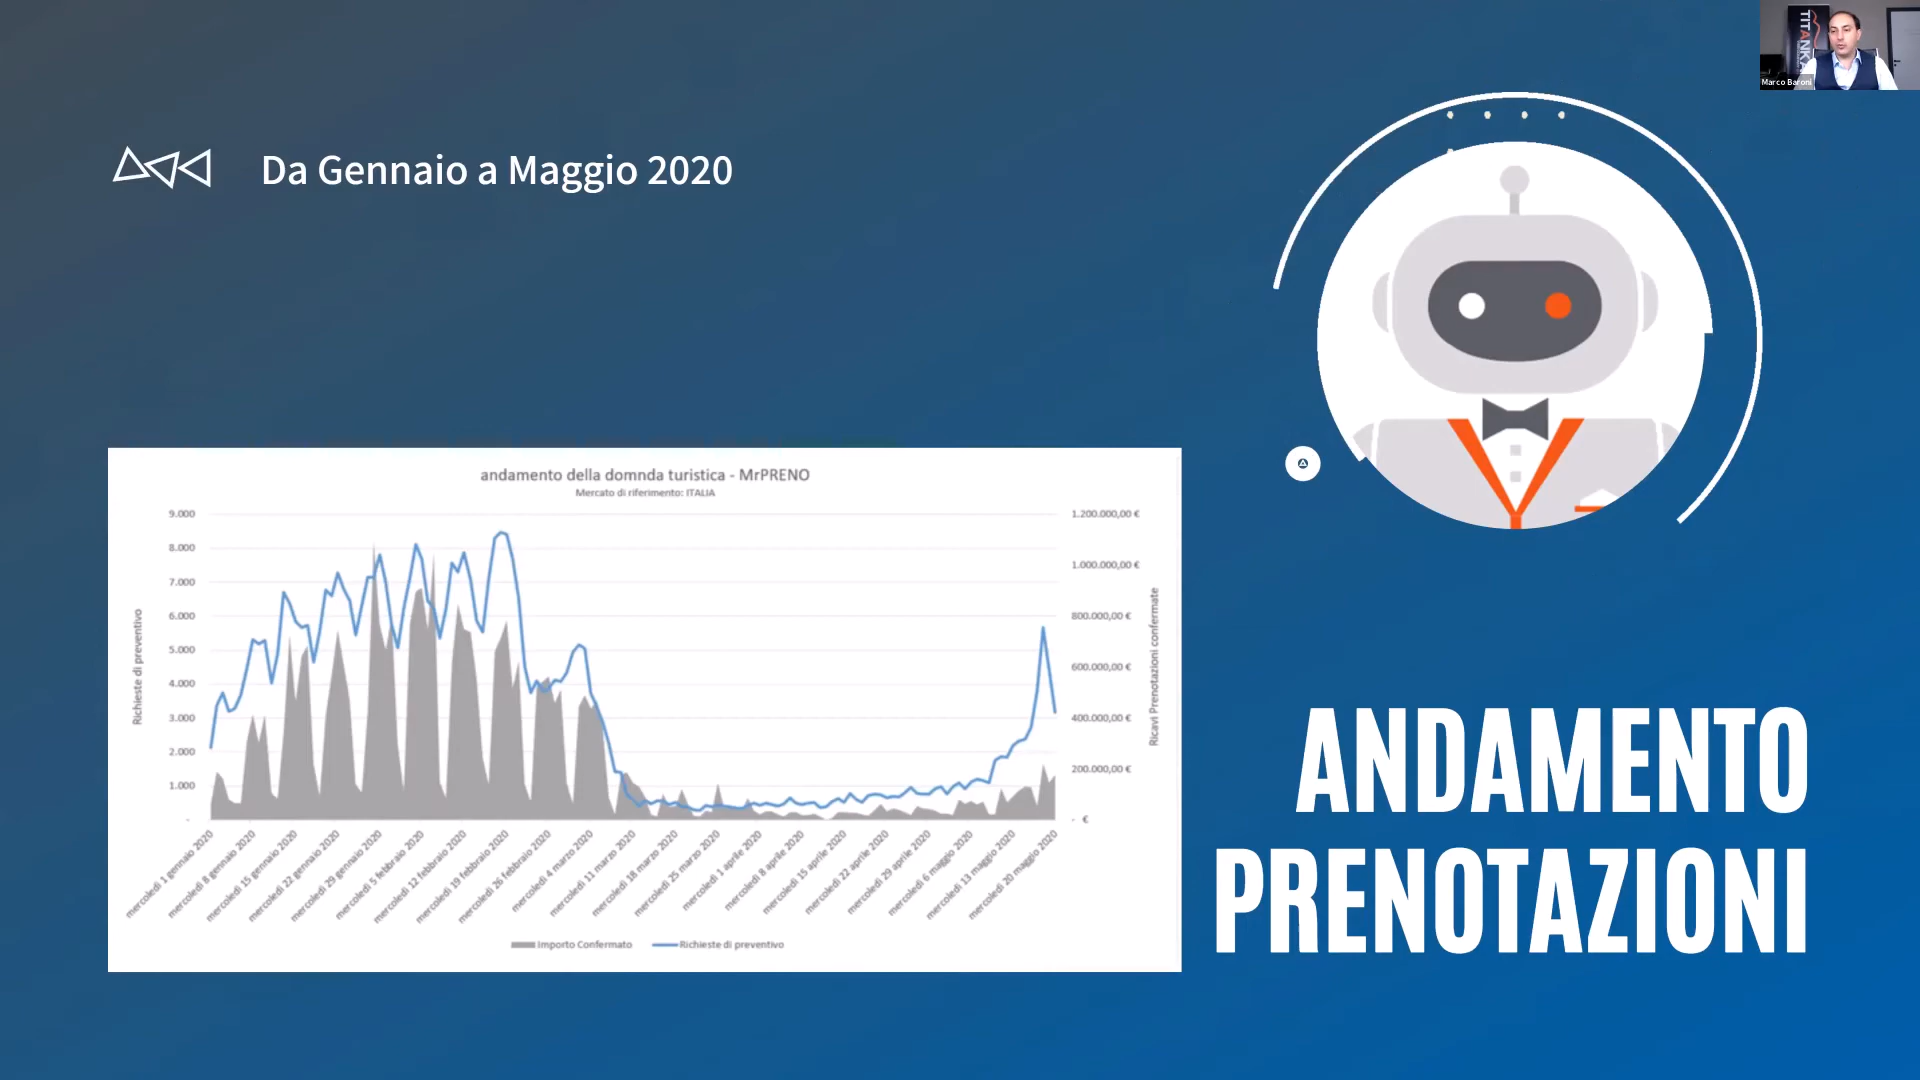 TITANKA
Marco Baroni
Da Gennaio a Maggio 2020
andamento della domnda turistica - MrPRENO
Mercato di riferimento: ITALIA
Richieste di preventivo
9.000
8.000
7.000
6.000
5.000
4.000
3.000
2.000
1.000
-
1.200.000,00 €
1.000.000,00 €
800.000,00 €
600.000,00 €
400.000,00 €
200.000,00 €
- €
Ricavi Prenotazioni confermate
mercoledì 1 gennaio 2020
mercoledì 8 gennaio 2020
mercoledì 15 gennaio 2020
mercoledì 22 gennaio 2020
mercoledì 29 gennaio 2020
mercoledì 5 febbraio 2020
mercoledì 12 febbraio 2020
mercoledì 19 febbraio 2020
mercoledì 26 febbraio 2020
mercoledì 4 marzo 2020
mercoledì 11 marzo 2020
mercoledì 18 marzo 2020
mercoledì 25 marzo 2020
mercoledì 1 aprile 2020
mercoledì 8 aprile 2020
mercoledì 15 aprile 2020
mercoledì 22 aprile 2020
mercoledì 29 aprile 2020
mercoledì 6 maggio 2020
mercoledì 13 maggio 2020
mercoledì 20 maggio 2020
Importo Confermato
Richieste di preventivo
ANDAMENTO
PRENOTAZIONI